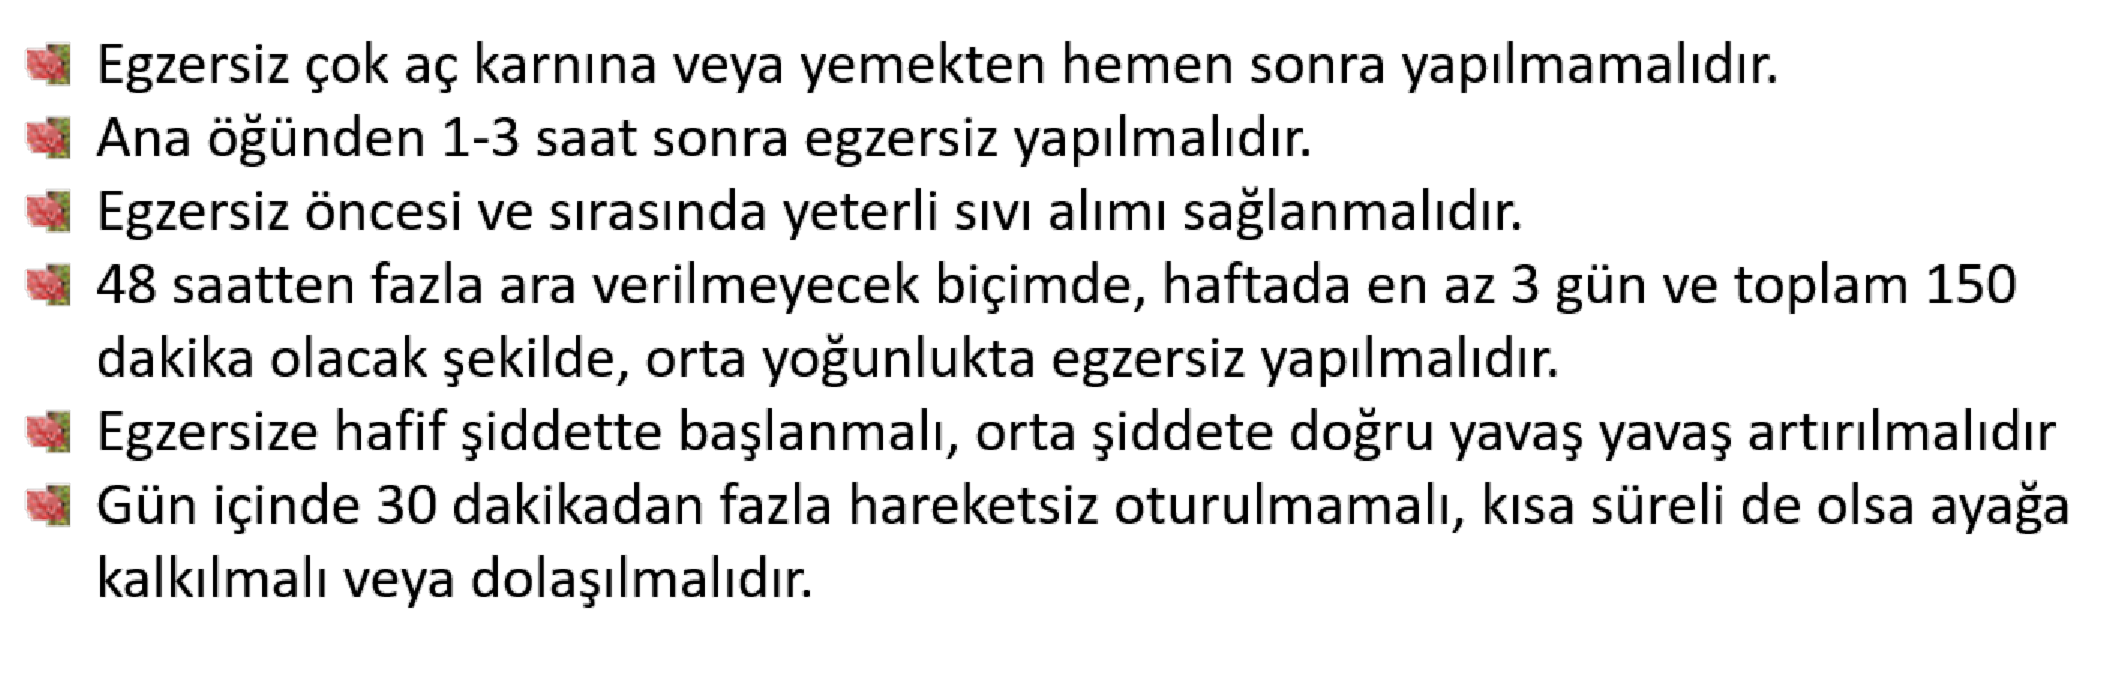 Egzersiz çok aç karnına veya yemekten hemen sonra yapılmamalıdır.
Ana öğünden 1-3 saat sonra egzersiz yapılmalıdır.
Egzersiz öncesi ve sırasında yeterli sıvı alımı sağlanmalıdır.
48 saatten fazla ara verilmeyecek biçimde, haftada en az 3 gün ve toplam 150
dakika olacak şekilde, orta yoğunlukta egzersiz yapılmalıdır.
Egzersize hafif şiddette başlanmalı, orta şiddete doğru yavaş yavaş artırılmalıdır
Gün içinde 30 dakikadan fazla hareketsiz oturulmamalı, kısa süreli de olsa ayağa
kalkılmalı veya dolaşılmalıdır.